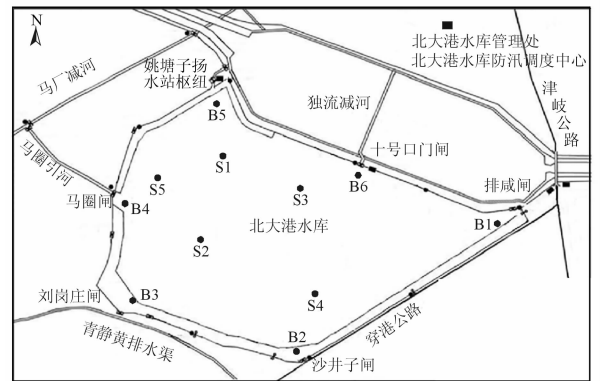 N
北大港水库管理处
北大港水库防汛调度中心
马厂减河
姚塘子扬
水站枢纽
独流减河
津岐公路
十号口门闸
排咸闸
马圈引河
马圈闸
B5
S1
S5
S3
B6
B4
北大港水库
B1
S2
刘岗庄闸
B3
S4
穿港公路
青静黄排水渠
B2
沙井子闸